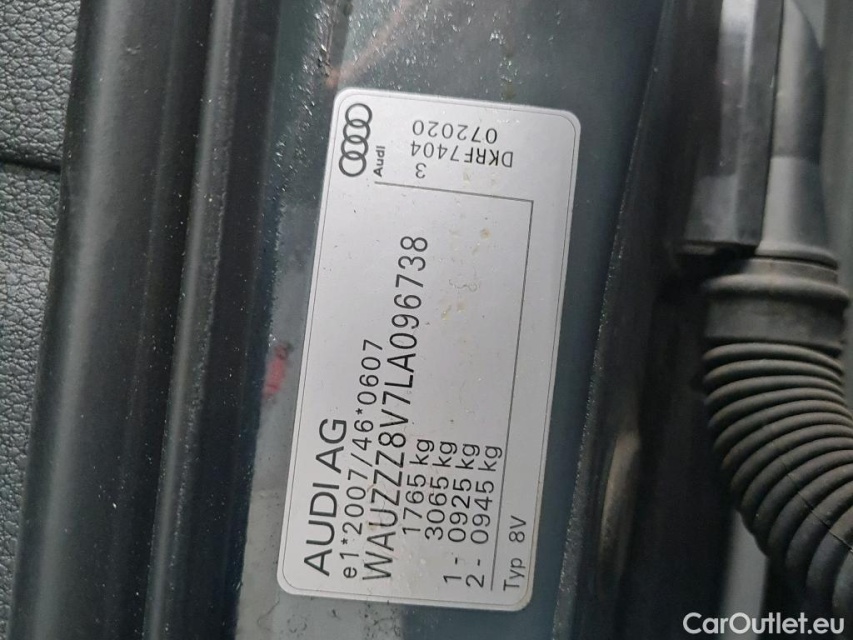 AUDI AG
e1*2007/46*0607
WAUZZZ8V7LA096738
1765 kg
3065 kg
1- 0925 kg
2- 0945 kg
Typ 8V
Audi
3
DKRF7404
072020
CarOutlet.eu